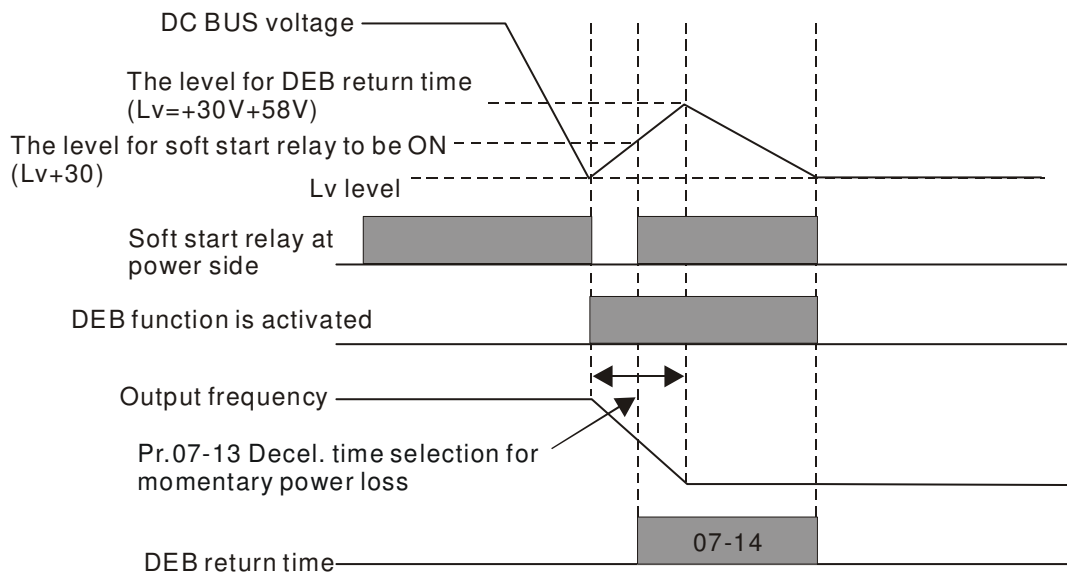 DC BUS voltage
The level for DEB return time
(Lv=+30V+58V)
The level for soft start relay to be ON
(Lv+30)
Lv level
Soft start relay at
power side
DEB function is activated
Output frequency
Pr.07-13 Decel. time selection for
momentary power loss
07-14
DEB return time